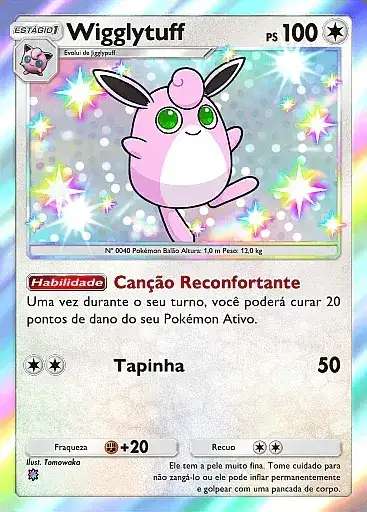 ESTÁGIO 1
Wigglytuff
PS 100
Evolui de Jigglypuff
Nº 0040 Pokémon Balão Altura: 1,0 m Peso: 12,0 kg
Habilidade Canção Reconfortante
Uma vez durante o seu turno, você poderá curar 20
pontos de dano do seu Pokémon Ativo.
Tapinha 50
Fraqueza +20 Recuo
Ilust. Tomowaka
Ele tem a pele muito fina. Tome cuidado para
não zangá-lo ou ele pode inflar permanentemente
e golpear com uma pancada de corpo.